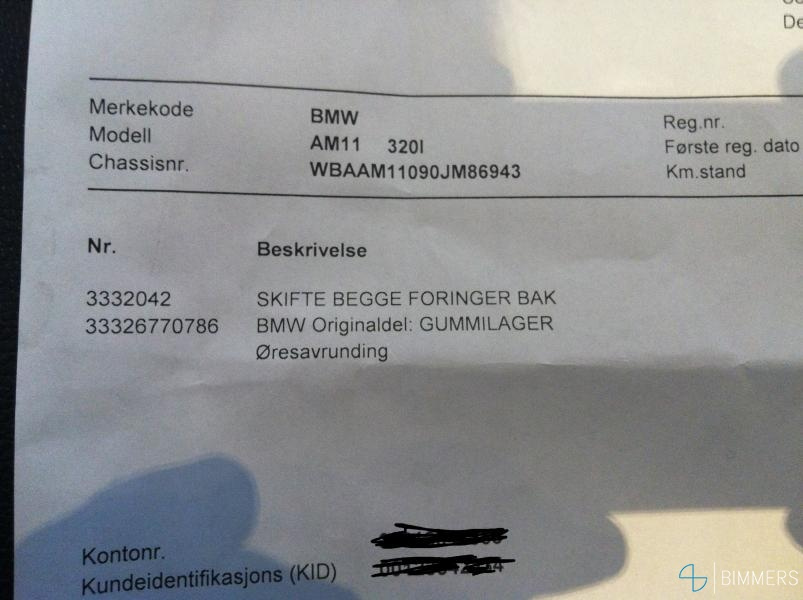 De
Merkekode BMW Reg.nr.
Modell AM11 320I Første reg. dato
Chassisnr. WBAAM11090JM86943 Km.stand
Nr. Beskrivelse
3332042 SKIFTE BEGGE FORINGER BAK
33326770786 BMW Originaldel: GUMMILAGER
Øresavrunding
Kontonr.
Kundeidentifikasjons (KID)
BIMMERS